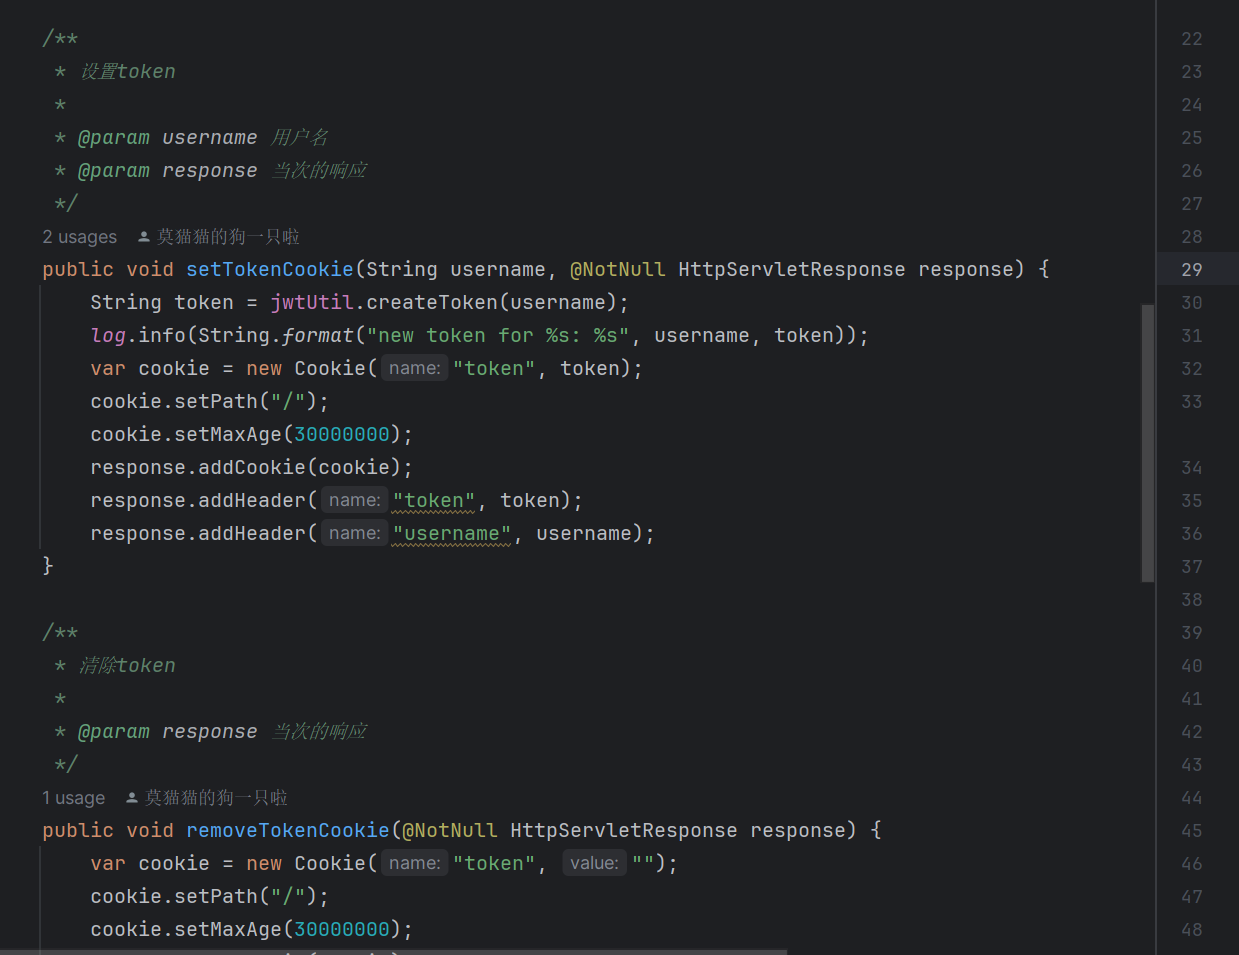 /**
 * 设置token
 *
 * @param username 用户名
 * @param response 当次的响应
 */
2 usages 莫猫猫的狗一只啦
public void setTokenCookie(String username, @NotNull HttpServletResponse response) {
    String token = jwtUtil.createToken(username);
    log.info(String.format("new token for %s: %s", username, token));
    var cookie = new Cookie( name: "token", token);
    cookie.setPath("/");
    cookie.setMaxAge(30000000);
    response.addCookie(cookie);
    response.addHeader( name: "token", token);
    response.addHeader( name: "username", username);
}
/**
 * 清除token
 *
 * @param response 当次的响应
 */
1 usage 莫猫猫的狗一只啦
public void removeTokenCookie(@NotNull HttpServletResponse response) {
    var cookie = new Cookie( name: "token", value: "");
    cookie.setPath("/");
    cookie.setMaxAge(30000000);
22
23
24
25
26
27
28
29
30
31
32
33
34
35
36
37
38
39
40
41
42
43
44
45
46
47
48